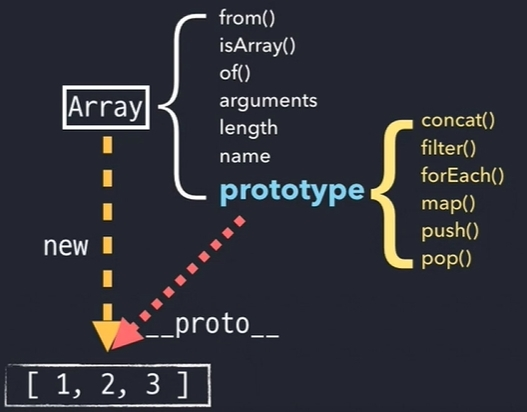 Array
from()
isArray()
of()
arguments
length
name
prototype
concat()
filter()
forEach()
map()
push()
pop()
new
__proto__
[ 1, 2, 3 ]